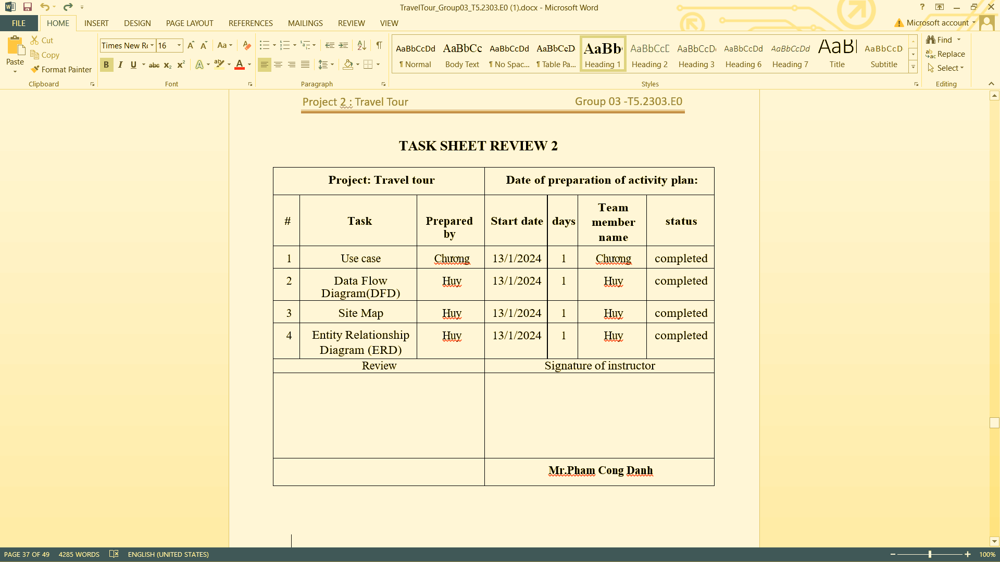 TravelTour_Group03_T5.2303.E0 (1).docx - Microsoft Word
?
FILE HOME INSERT DESIGN PAGE LAYOUT REFERENCES MAILINGS REVIEW VIEW
Microsoft account
Paste
Cut
Copy
Format Painter
Clipboard
Times New Ro 16
B I U abc X₂ X²
Aa
A
Font
Paragraph
AaBbCcDd AaBbCc AaBbCcDd AaBbCcD AaBb AaBbCcD AaBbCcD AaBbCcDd AaBbCcDd AaB AaBbCcD
¶ Normal Body Text ¶ No Spac... ¶ Table Pa... Heading 1 Heading 2 Heading 3 Heading 6 Heading 7 Title Subtitle
Styles
Find
Replace
Select
Editing
Project 2 : Travel Tour Group 03 -T5.2303.E0
TASK SHEET REVIEW 2
Project: Travel tour Date of preparation of activity plan:
# Task Prepared by Start date days Team member name status
1 Use case Chương 13/1/2024 1 Chương completed
2 Data Flow Diagram(DFD) Huy 13/1/2024 1 Huy completed
3 Site Map Huy 13/1/2024 1 Huy completed
4 Entity Relationship Diagram (ERD) Huy 13/1/2024 1 Huy completed
Review Signature of instructor
Mr.Pham Cong Danh
PAGE 37 OF 49 4285 WORDS ENGLISH (UNITED STATES) 100%